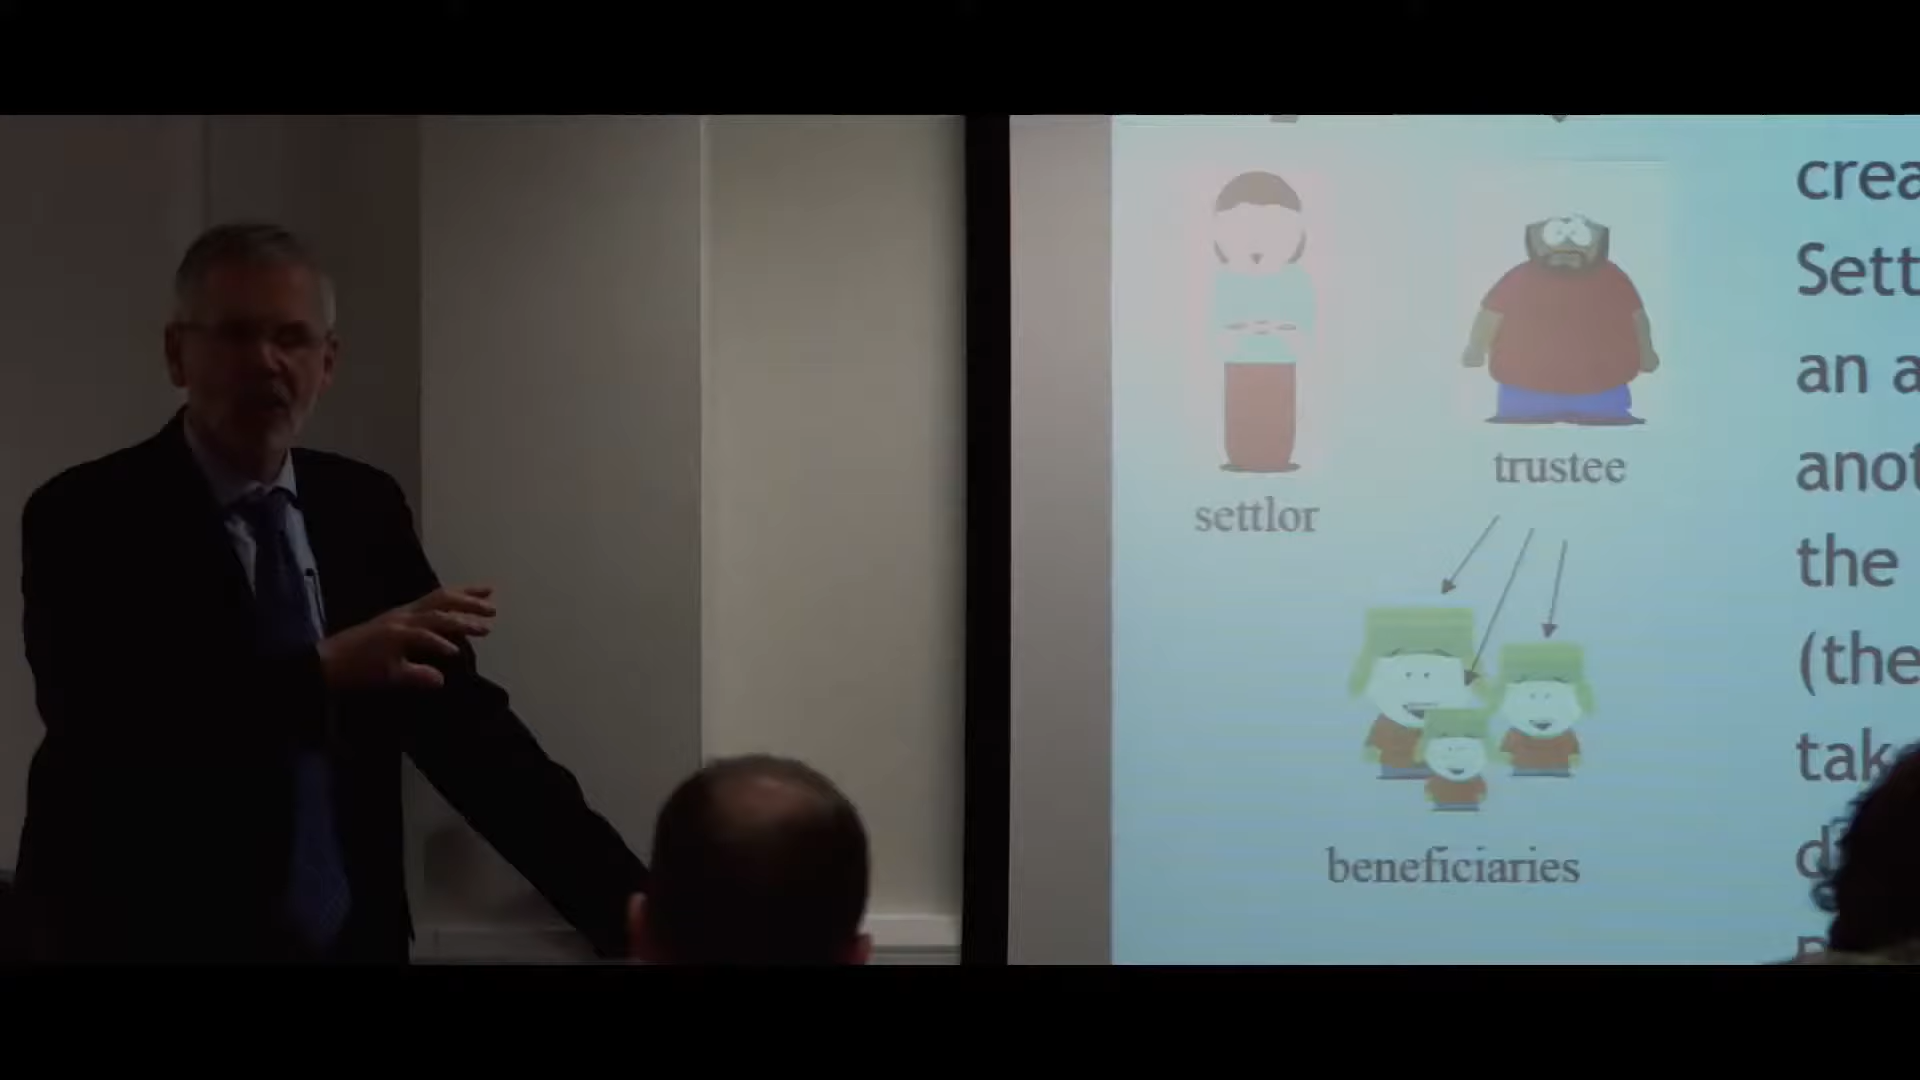 settlor
trustee
beneficiaries
crea
Sett
an a
anot
the
(the
tak